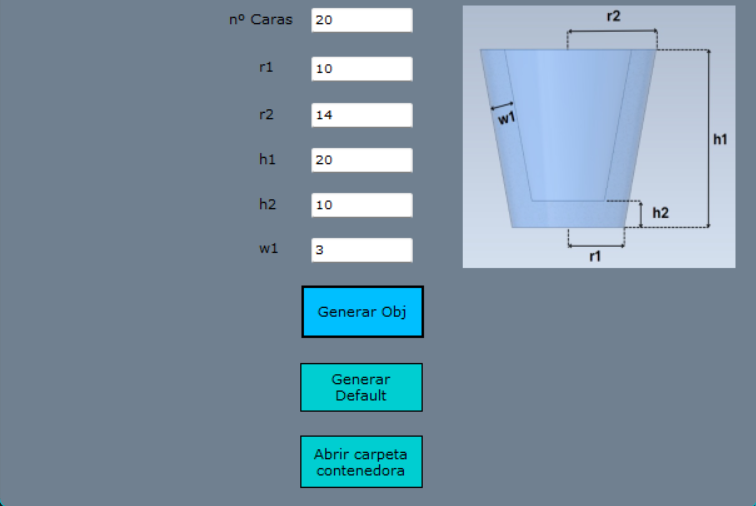 nº Caras 20
r1 10
r2 14
h1 20
h2 10
w1 3
Generar Obj
Generar
Default
Abrir carpeta
contenedora
r2
w1
h1
h2
r1